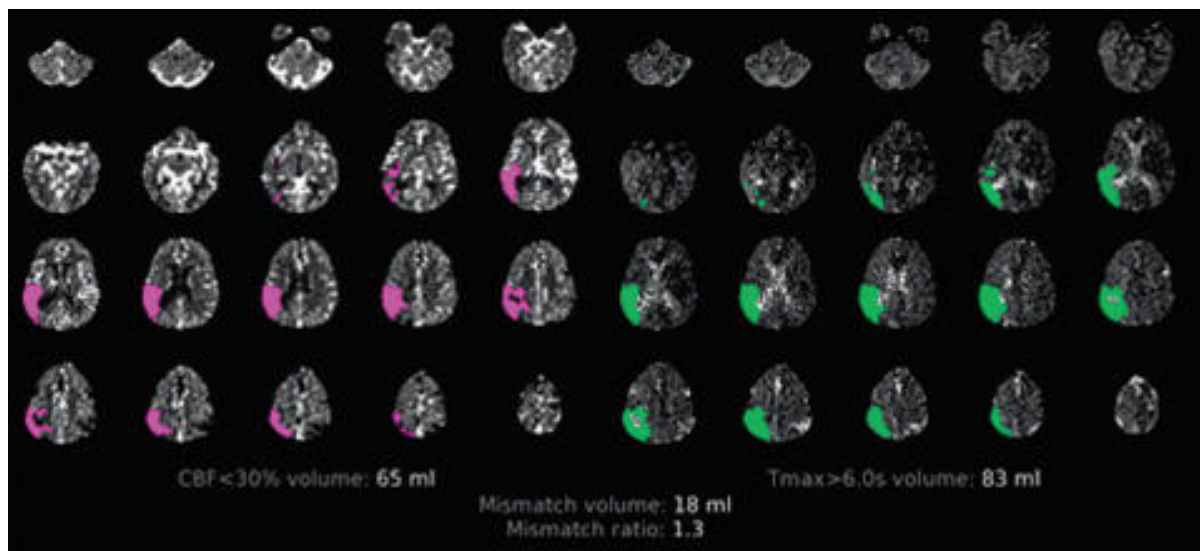 CBF<30% volume: 65 ml
Tmax>6.0s volume: 83 ml
Mismatch volume: 18 ml
Mismatch ratio: 1.3